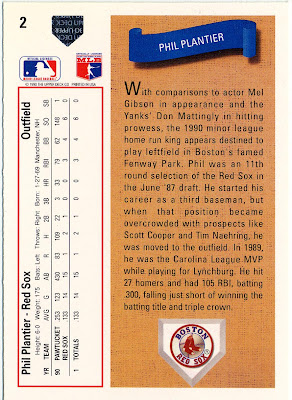 2
PHIL PLANTIER
With comparisons to actor Mel
Gibson in appearance and the
Yanks' Don Mattingly in hitting
prowess, the 1990 minor league
home run king appears destined to
play leftfield in Boston's famed
Fenway Park. Phil was an 11th
round selection of the Red Sox in
the June '87 draft. He started his
career as a third baseman, but
when that position became
overcrowded with prospects like
Scott Cooper and Tim Naehring, he
was moved to the outfield. In 1989,
he was the Carolina League MVP
while playing for Lynchburg. He hit
27 homers and had 105 RBI, batting
.300, falling just short of winning the
batting title and triple crown.
BOSTON
RED SOX
Phil Plantier - Red Sox Outfield
Height: 6-0 Weight: 175 Bats: Left Throws: Right Born: 1-27-69 Manchester, NH
YR TEAM AVG G AB R H 2B 3B HR RBI BB SO SB
90 PAWTUCKET .253 123 430 83 109 22 3 33 79 62 148 1
RED SOX .133 14 15 1 2 1 0 0 3 4 6 0
1 TOTALS .133 14 15 1 2 1 0 0 3 4 6 0
UPPER DECK
MLB